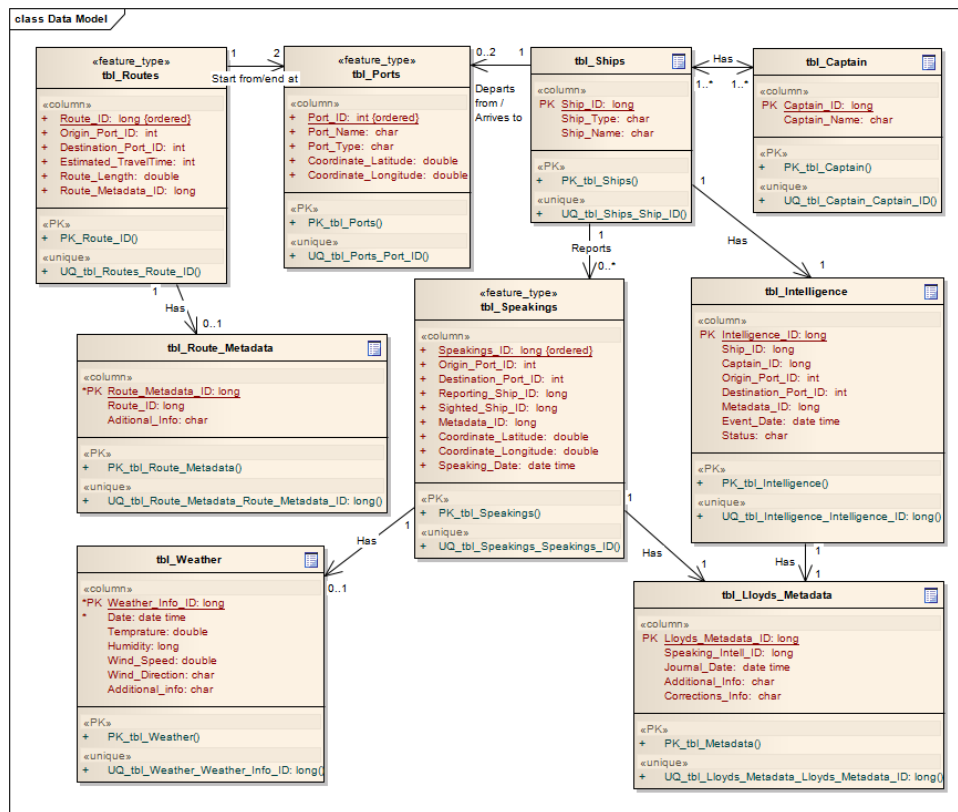 class Data Model
«feature_type»
tbl_Routes
«column»
+ Route_ID: long {ordered}
+ Origin_Port_ID: int
+ Destination_Port_ID: int
+ Estimated_TravelTime: int
+ Route_Length: double
+ Route_Metadata_ID: long
«PK»
+ PK_Route_ID()
«unique»
+ UQ_tbl_Routes_Route_ID()
1
2
Start from/end at
«feature_type»
tbl_Ports
«column»
+ Port_ID: int {ordered}
+ Port_Name: char
+ Port_Type: char
+ Coordinate_Latitude: double
+ Coordinate_Longitude: double
«PK»
+ PK_tbl_Ports()
«unique»
+ UQ_tbl_Ports_Port_ID()
0..2
1
Departs
from /
Arrives to
tbl_Ships
«column»
PK Ship_ID: long
Ship_Type: char
Ship_Name: char
«PK»
+ PK_tbl_Ships()
«unique»
+ UQ_tbl_Ships_Ship_ID()
Has
1..*
1..*
tbl_Captain
«column»
PK Captain_ID: long
Captain_Name: char
«PK»
+ PK_tbl_Captain()
«unique»
+ UQ_tbl_Captain_Captain_ID()
1
Has
1
1
Reports
0..*
1
Has
0..1
tbl_Route_Metadata
«column»
*PK Route_Metadata_ID: long
Route_ID: long
Aditional_Info: char
«PK»
+ PK_tbl_Route_Metadata()
«unique»
+ UQ_tbl_Route_Metadata_Route_Metadata_ID: long()
«feature_type»
tbl_Speakings
«column»
+ Speakings_ID: long {ordered}
+ Origin_Port_ID: int
+ Destination_Port_ID: int
+ Reporting_Ship_ID: long
+ Sighted_Ship_ID: long
+ Metadata_ID: long
+ Coordinate_Latitude: double
+ Coordinate_Longitude: double
+ Speaking_Date: date time
«PK»
+ PK_tbl_Speakings()
«unique»
+ UQ_tbl_Speakings_Speakings_ID()
tbl_Intelligence
«column»
PK Intelligence_ID: long
Ship_ID: long
Captain_ID: long
Origin_Port_ID: int
Destination_Port_ID: int
Metadata_ID: long
Event_Date: date time
Status: char
«PK»
+ PK_tbl_Intelligence()
«unique»
+ UQ_tbl_Intelligence_Intelligence_ID: long()
1
Has
0..1
1
Has
1
1
Has
1
tbl_Weather
«column»
*PK Weather_Info_ID: long
* Date: date time
Temprature: double
Humidity: long
Wind_Speed: double
Wind_Direction: char
Additional_info: char
«PK»
+ PK_tbl_Weather()
«unique»
+ UQ_tbl_Weather_Weather_Info_ID: long()
tbl_Lloyds_Metadata
«column»
PK Lloyds_Metadata_ID: long
Speaking_Intell_ID: long
Journal_Date: date time
Additional_Info: char
Corrections_Info: char
«PK»
+ PK_tbl_Metadata()
«unique»
+ UQ_tbl_Lloyds_Metadata_Lloyds_Metadata_ID: long()